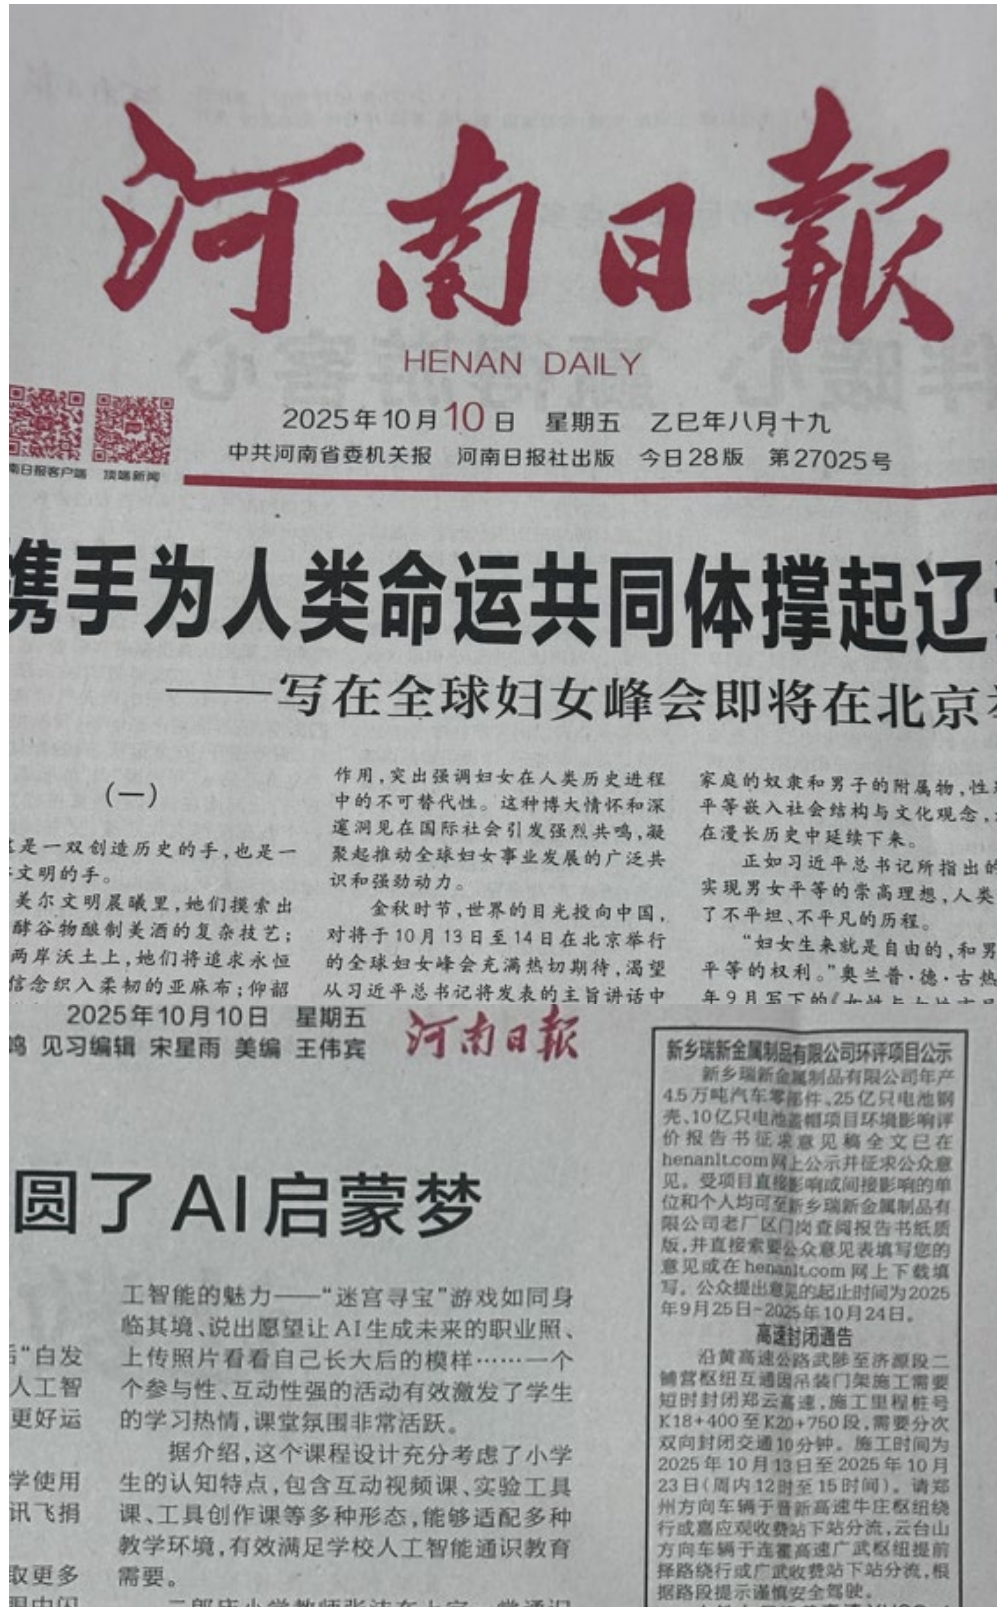 河南日報
HENAN DAILY
2025年10月10日 星期五 乙巳年八月十九
中共河南省委机关报 河南日报社出版 今日28版 第27025号
南日报客户端 顶端新闻
携手为人类命运共同体撑起辽
——写在全球妇女峰会即将在北京
(一)
是一双创造历史的手,也是一
文明的手。
美尔文明晨曦里,她们摸索出
酵谷物酿制美酒的复杂技艺;
两岸沃土上,她们将追求永恒
信念织入柔韧的亚麻布;仰韶
作用,突出强调妇女在人类历史进程
中的不可替代性。这种博大情怀和深
邃洞见在国际社会引发强烈共鸣,凝
聚起推动全球妇女事业发展的广泛共
识和强劲动力。
金秋时节,世界的目光投向中国,
对将于10月13日至14日在北京举行
的全球妇女峰会充满热切期待,渴望
从习近平总书记将发表的主旨讲话中
家庭的奴隶和男子的附属物,性
平等嵌入社会结构与文化观念,
在漫长历史中延续下来。
正如习近平总书记所指出的
实现男女平等的崇高理想,人类
了不平坦、不平凡的历程。
“妇女生来就是自由的,和男
平等的权利。”奥兰普·德·古热
年9月写下的《女性与女
2025年10月10日 星期五
鸣 见习编辑 宋星雨 美编 王伟宾
河南日報
圆了AI启蒙梦
“白发
人工智
更好运
学使用
讯飞捐
取更多
工智能的魅力——“迷宫寻宝”游戏如同身
临其境、说出愿望让AI生成未来的职业照、
上传照片看看自己长大后的模样……一个
个参与性、互动性强的活动有效激发了学生
的学习热情,课堂氛围非常活跃。
据介绍,这个课程设计充分考虑了小学
生的认知特点,包含互动视频课、实验工具
课、工具创作课等多种形态,能够适配多种
教学环境,有效满足学校人工智能通识教育
需要。
新乡瑞新金属制品有限公司环评项目公示
新乡瑞新金属制品有限公司年产
4.5万吨汽车零部件、25亿只电池钢
壳、10亿只电池盖帽项目环境影响评
价报告书征求意见稿全文已在
henanlt.com网上公示并征求公众意
见。受项目直接影响或间接影响的单
位和个人均可至新乡瑞新金属制品有
限公司老厂区门岗查阅报告书纸质
版,并直接索要公众意见表填写您的
意见或在henanlt.com网上下载填
写。公众提出意见的起止时间为2025
年9月25日-2025年10月24日。
高速封闭通告
沿黄高速公路武陟至济源段二
铺营枢纽互通因吊装门架施工需要
短时封闭郑云高速,施工里程桩号
K18+400至K20+750段,需要分次
双向封闭交通10分钟。施工时间为
2025年10月13日至2025年10月
23日(周内12时至15时间)。请郑
州方向车辆于晋新高速牛庄枢纽绕
行或嘉应观收费站下站分流,云台山
方向车辆于连霍高速广武枢纽提前
择路绕行或广武收费站下站分流,根
据路段提示谨慎安全驾驶。